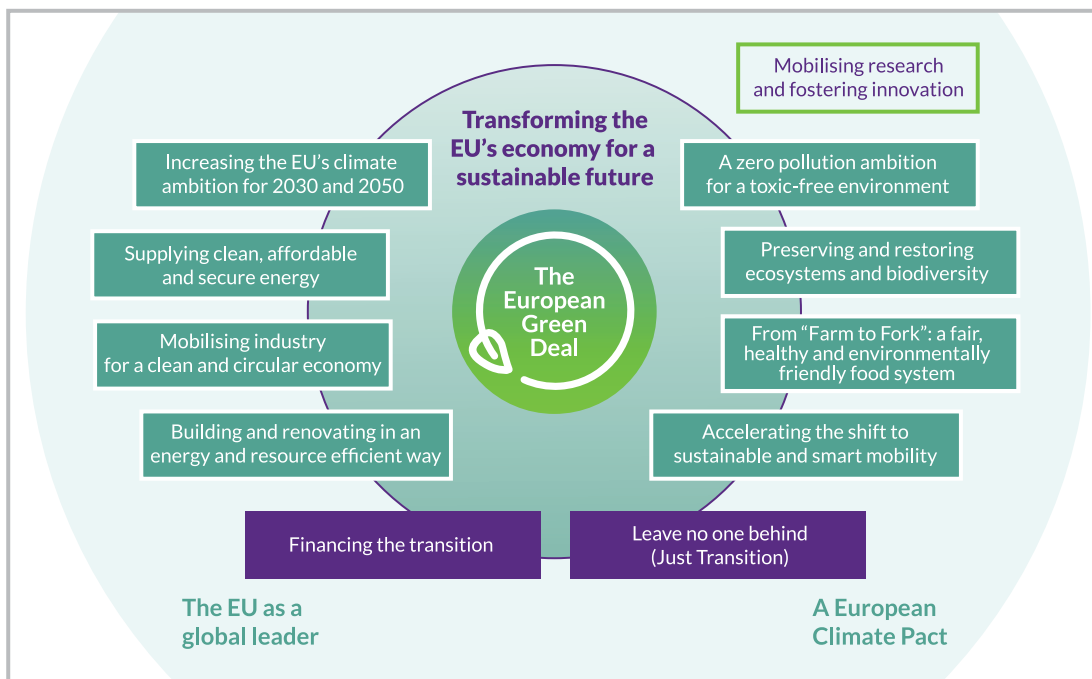 Mobilising research
and fostering innovation
Transforming the
EU’s economy for a
sustainable future
Increasing the EU’s climate
ambition for 2030 and 2050
A zero pollution ambition
for a toxic-free environment
Supplying clean, affordable
and secure energy
Preserving and restoring
ecosystems and biodiversity
The
European
Green
Deal
Mobilising industry
for a clean and circular economy
From “Farm to Fork”: a fair,
healthy and environmentally
friendly food system
Building and renovating in an
energy and resource efficient way
Accelerating the shift to
sustainable and smart mobility
Financing the transition
Leave no one behind
(Just Transition)
The EU as a
global leader
A European
Climate Pact